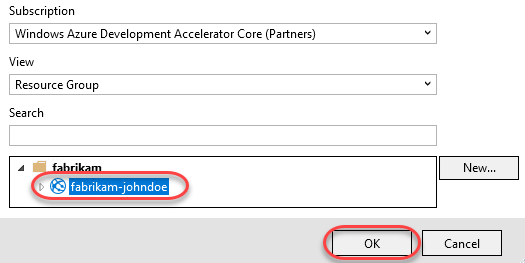 Subscription
Windows Azure Development Accelerator Core (Partners)
View
Resource Group
Search
fabrikam
New...
fabrikam-johndoe
OK Cancel